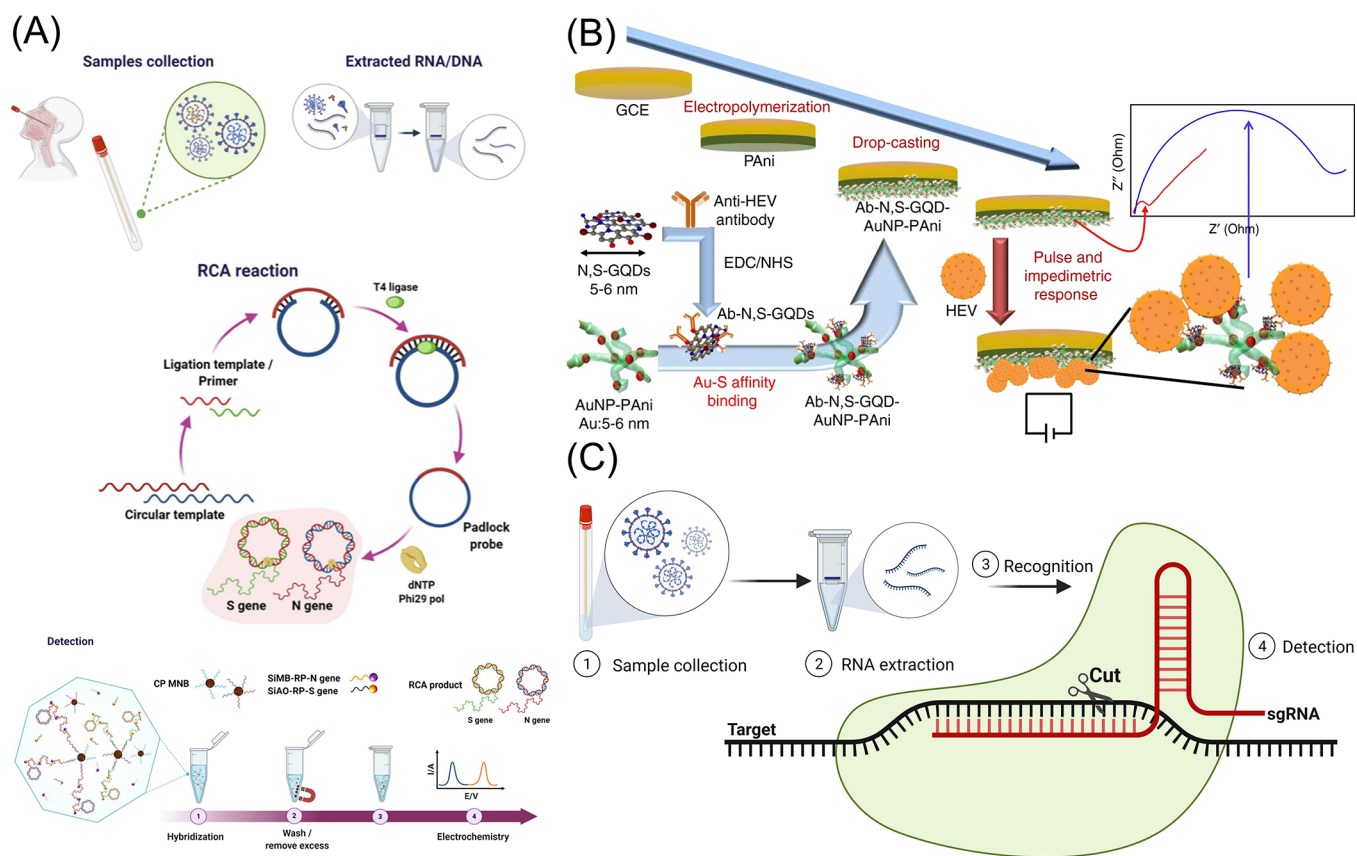 (A)
Samples collection
Extracted RNA/DNA
RCA reaction
T4 ligase
Ligation template /
Primer
Circular template
Padlock
probe
dNTP
Phi29 pol
S gene
N gene
Detection
CP MNB
SiMB-RP-N gene
SiAO-RP-S gene
RCA product
S gene
N gene
I/A
E/V
1
2
3
4
Hybridization
Wash /
remove excess
Electrochemistry
(B)
GCE
Electropolymerization
PAni
Drop-casting
Ab-N,S-GQD-
AuNP-PAni
Anti-HEV
antibody
N,S-GQDs
5-6 nm
EDC/NHS
Ab-N,S-GQDs
AuNP-PAni
Au:5-6 nm
Au-S affinity
binding
Ab-N,S-GQD-
AuNP-PAni
HEV
Pulse and
impedimetric
response
Z″ (Ohm)
Z′ (Ohm)
(C)
1 Sample collection
2 RNA extraction
3 Recognition
4 Detection
Cut
Target
sgRNA